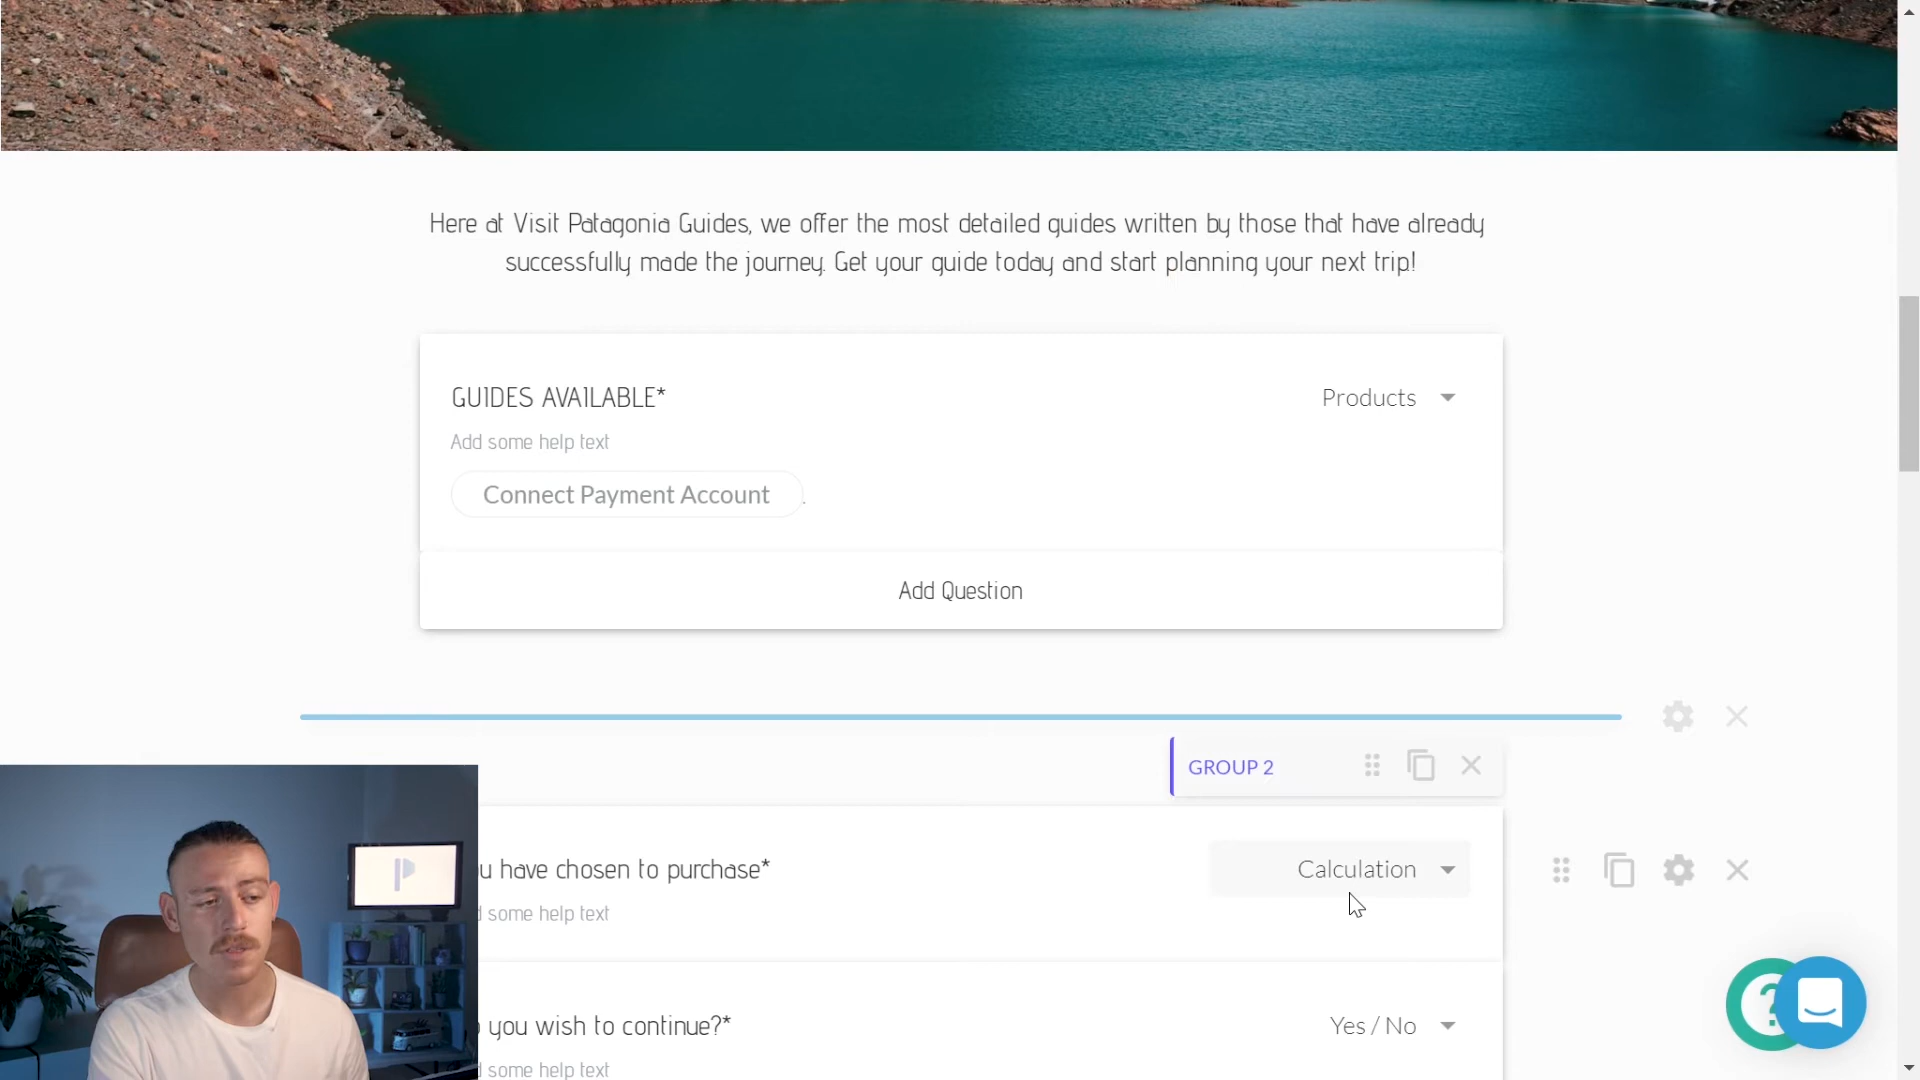 Here at Visit Patagonia Guides, we offer the most detailed guides written by those that have already
successfully made the journey. Get your guide today and start planning your next trip!
GUIDES AVAILABLE*
Products
Add some help text
Connect Payment Account
Add Question
GROUP 2
u have chosen to purchase*
Calculation
some help text
you wish to continue?*
Yes / No
some help text